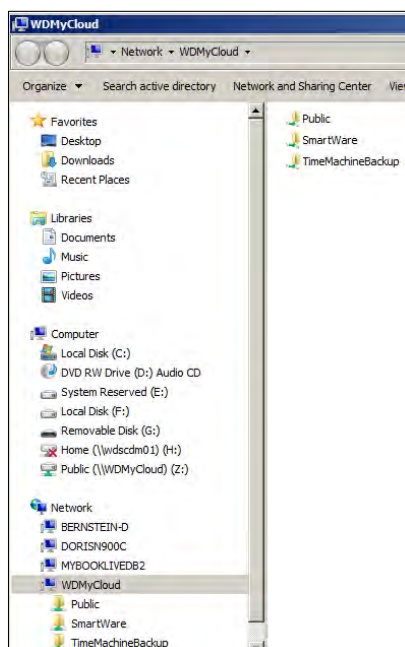 WDMyCloud
Network WDMyCloud
Organize Search active directory Network and Sharing Center
Favorites
Desktop
Downloads
Recent Places
Libraries
Documents
Music
Pictures
Videos
Computer
Local Disk (C:)
DVD RW Drive (D:) Audio CD
System Reserved (E:)
Local Disk (F:)
Removable Disk (G:)
Home (\\wdscdm01) (H:)
Public (\\WDMyCloud) (Z:)
Network
BERNSTEIN-D
DORISN900C
MYBOOKLIVEDB2
WDMyCloud
Public
SmartWare
TimeMachineBackup
Public
SmartWare
TimeMachineBackup